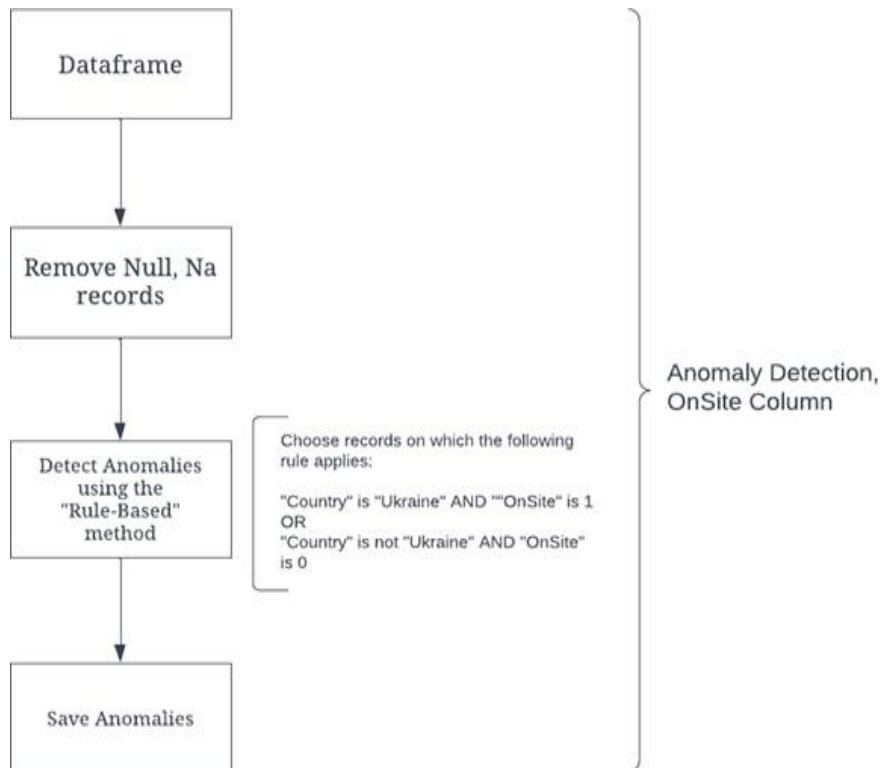 Dataframe
Remove Null, Na
records
Detect Anomalies
using the
"Rule-Based"
method
Choose records on which the following
rule applies:
"Country" is "Ukraine" AND ""OnSite" is 1
OR
"Country" is not "Ukraine" AND "OnSite"
is 0
Save Anomalies
Anomaly Detection,
OnSite Column